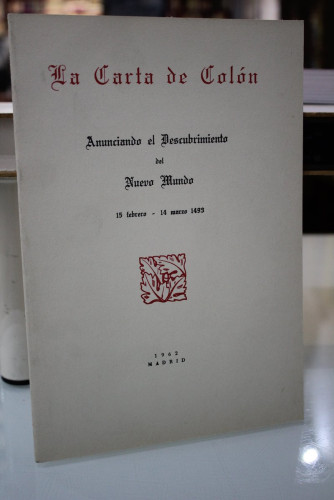 La Carta de Colón
Anunciando el Descubrimiento
del
Nuevo Mundo
15 febrero - 14 marzo 1493
1962
MADRID